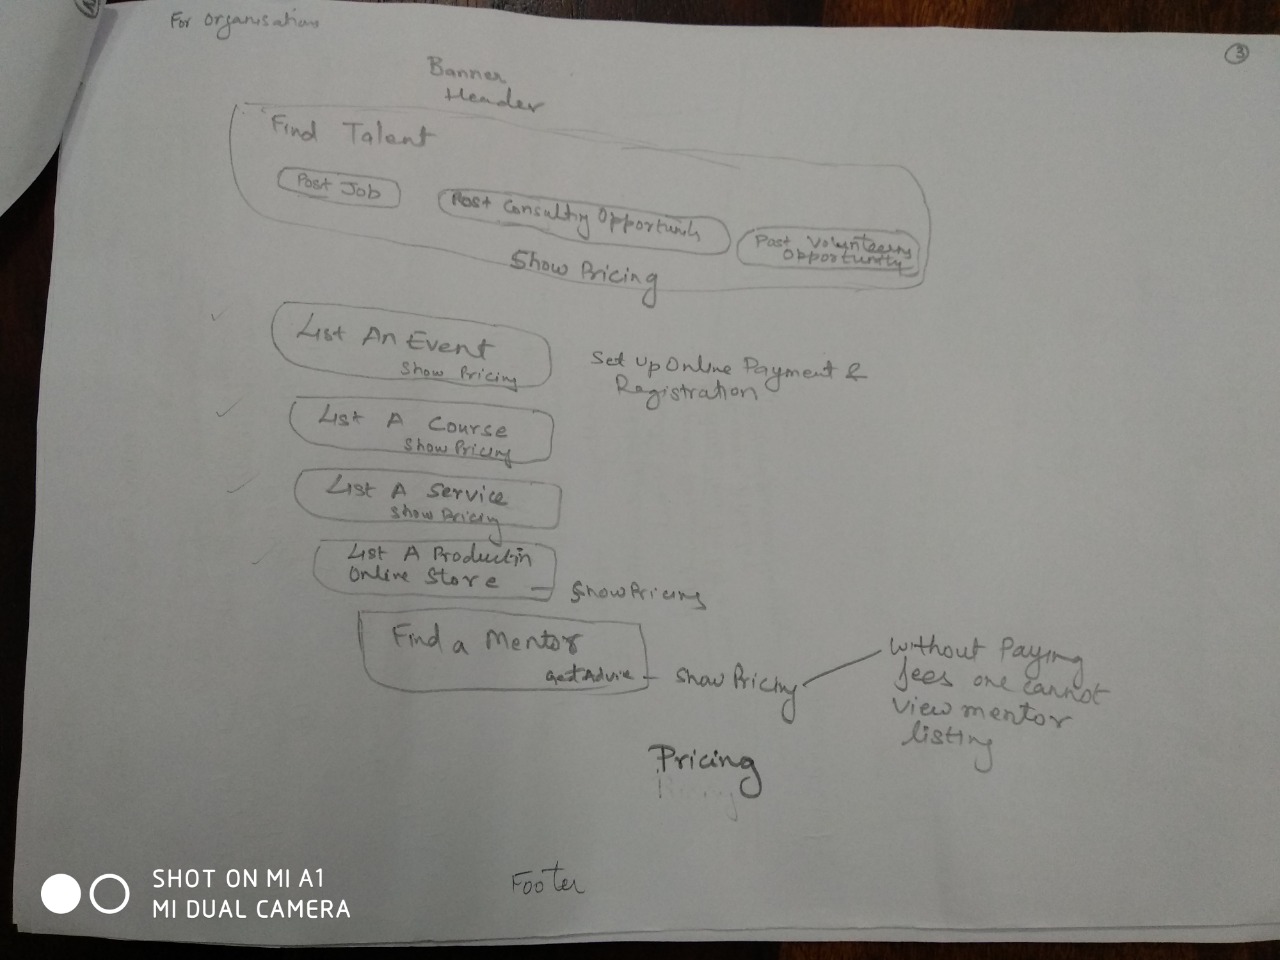 For Organisations
3
Banner
Header
Find Talent
Post Job
Post Consultry Opportunity
Post Volunteering
Opportunity
Show Pricing
List An Event
Show Pricing
Set Up Online Payment &
Registration
List A Course
Show Pricing
List A Service
Show Pricing
List A Product in
Online Store
Show Pricing
Find a Mentor
Get Advice
Show Pricing
without Paying
fees one cannot
view mentor
listing
Pricing
Footer
SHOT ON MI A1
MI DUAL CAMERA